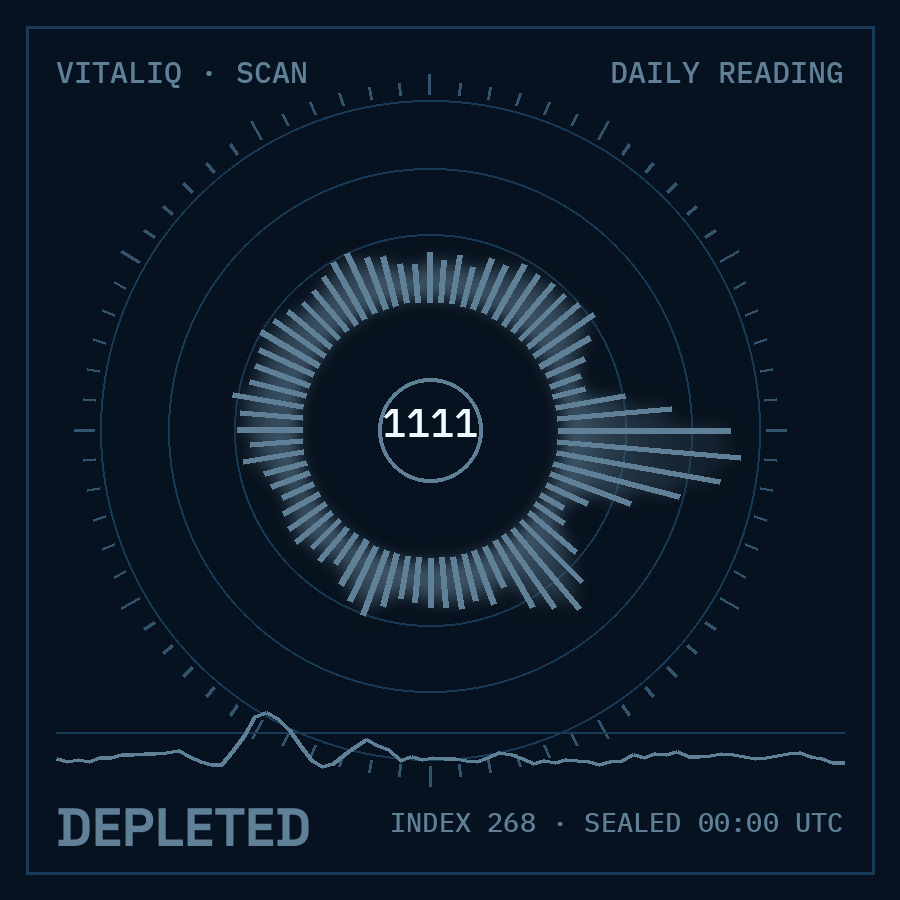 VITALIQ · SCAN
DAILY READING
1111
DEPLETED
INDEX 268 · SEALED 00:00 UTC